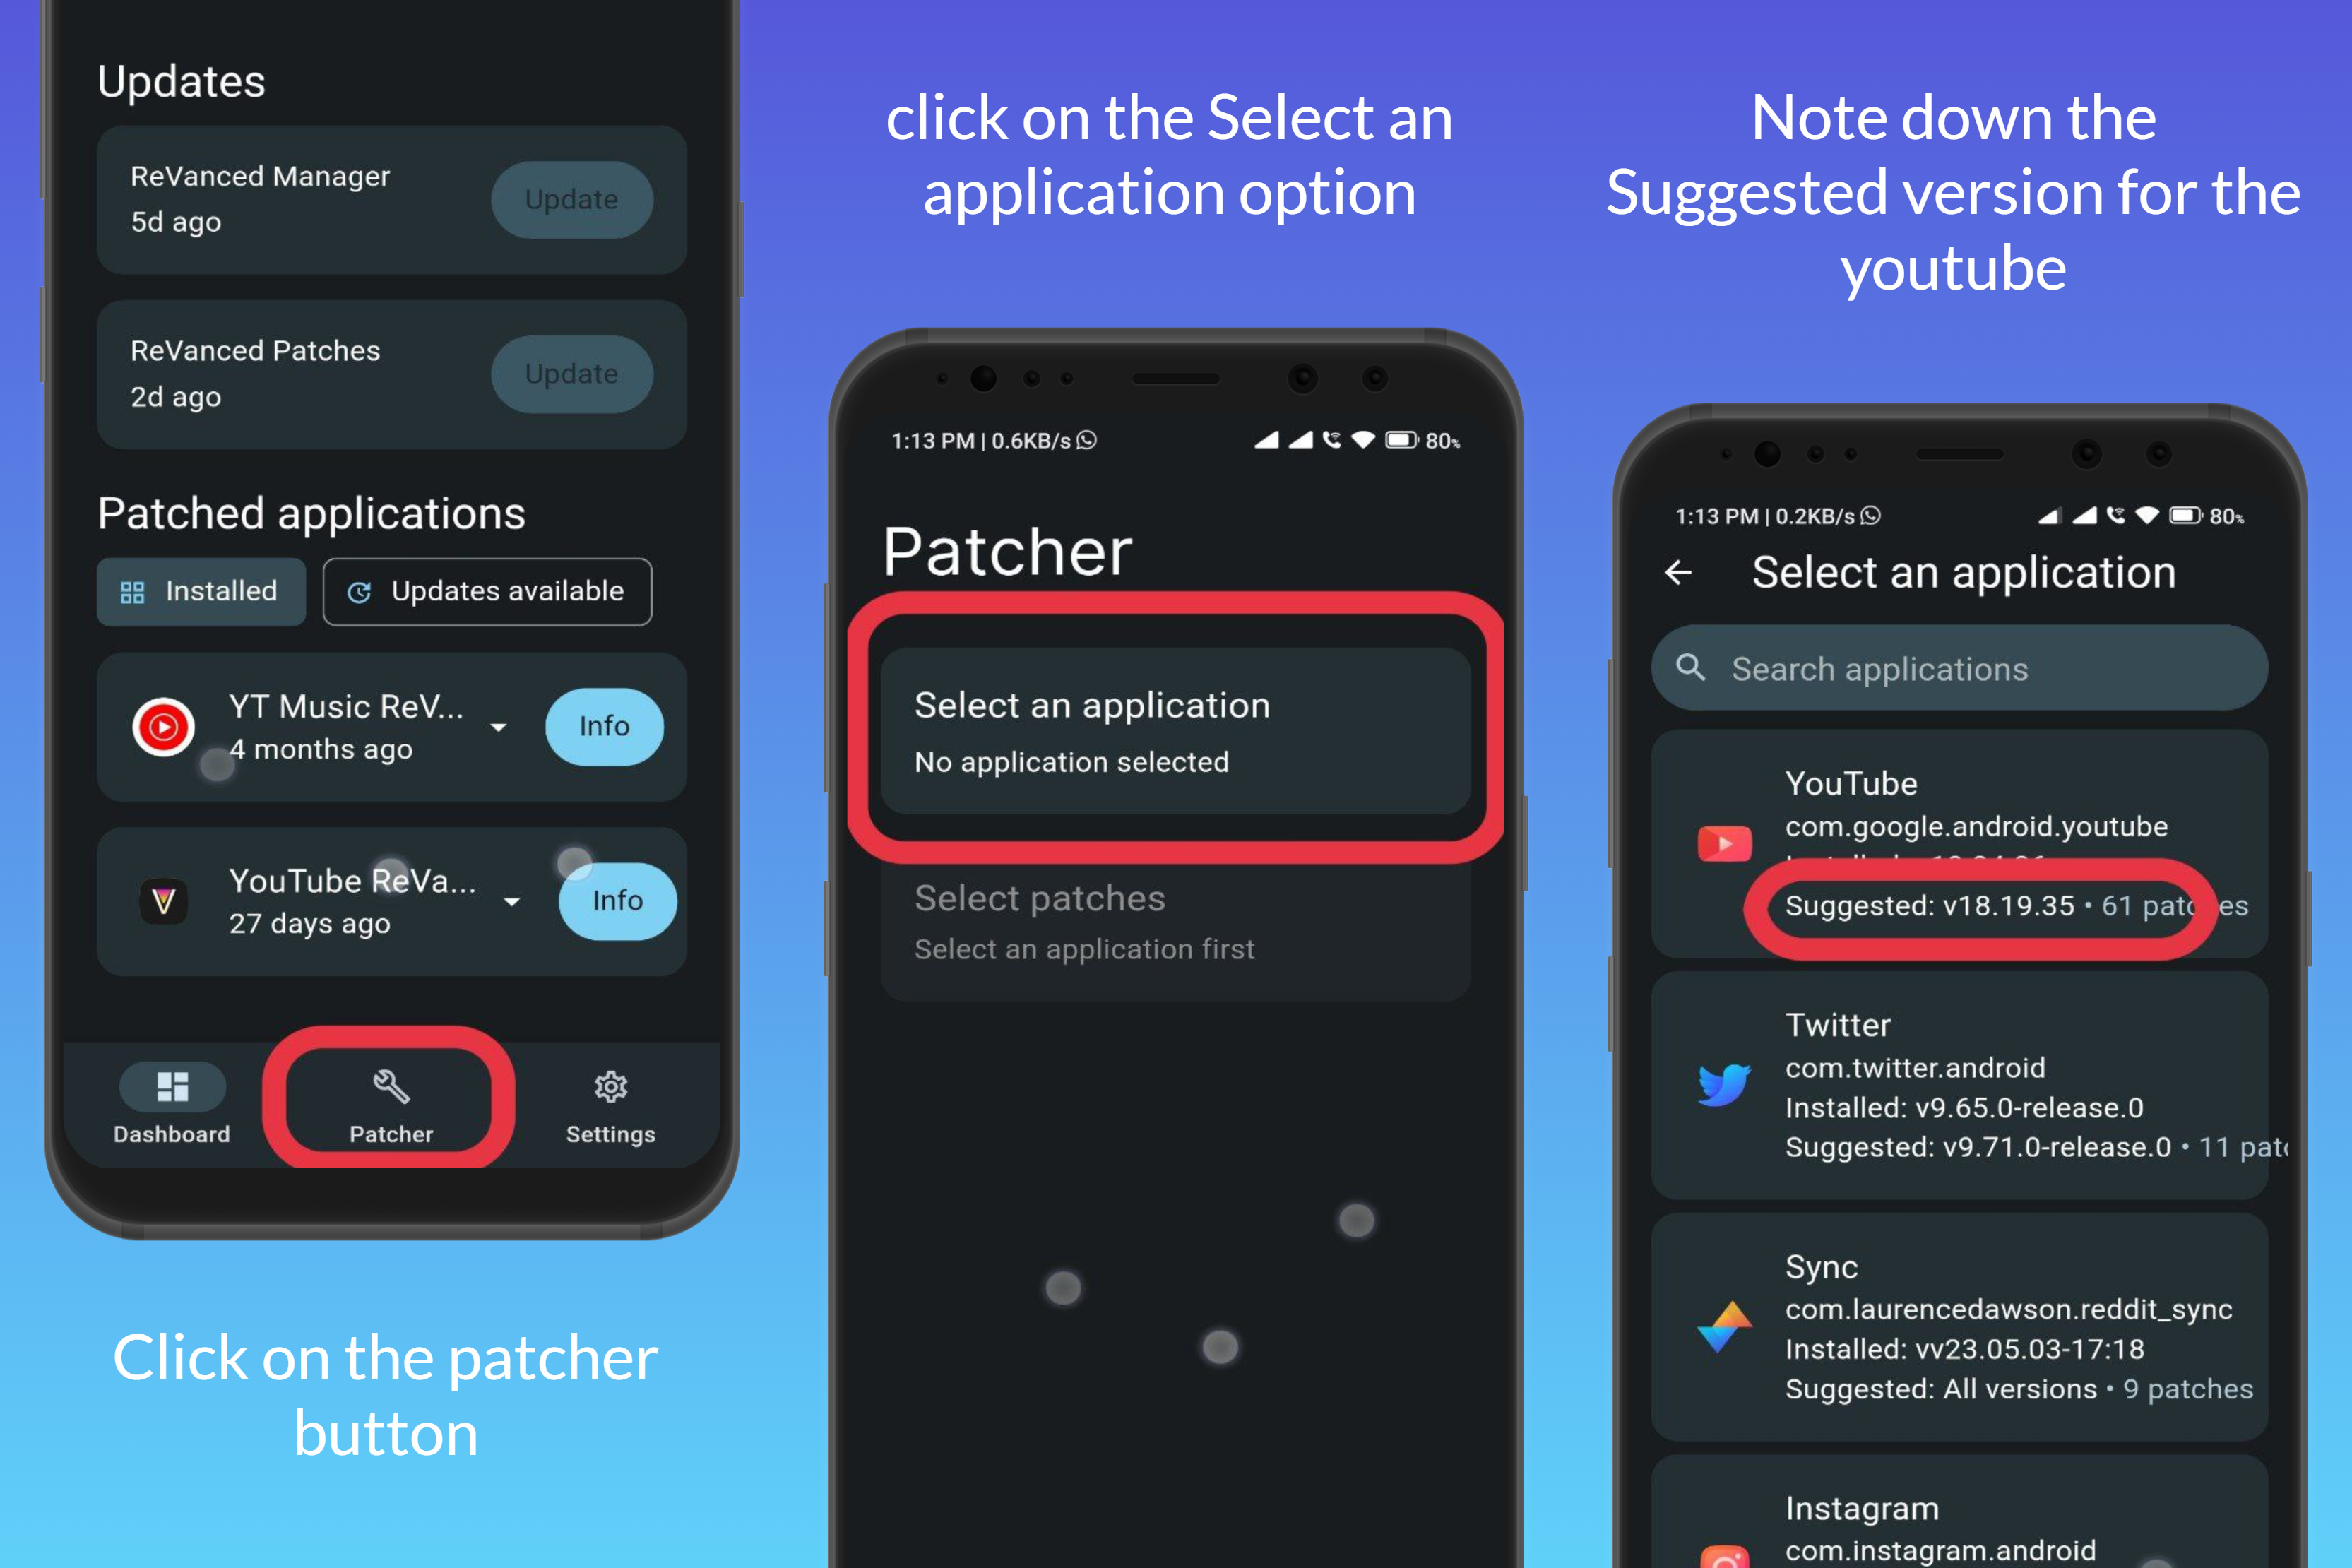 Updates
ReVanced Manager
5d ago
Update
ReVanced Patches
2d ago
Update
Patched applications
Installed
Updates available
YT Music ReV...
4 months ago
Info
YouTube ReVa...
27 days ago
Info
Dashboard
Patcher
Settings
Click on the patcher
button
click on the Select an
application option
1:13 PM | 0.6KB/s
80%
Patcher
Select an application
No application selected
Select patches
Select an application first
Note down the
Suggested version for the
youtube
1:13 PM | 0.2KB/s
80%
Select an application
Search applications
YouTube
com.google.android.youtube
Suggested: v18.19.35 • 61 patches
Twitter
com.twitter.android
Installed: v9.65.0-release.0
Suggested: v9.71.0-release.0 • 11 patc
Sync
com.laurencedawson.reddit_sync
Installed: vv23.05.03-17:18
Suggested: All versions • 9 patches
Instagram
com.instagram.android